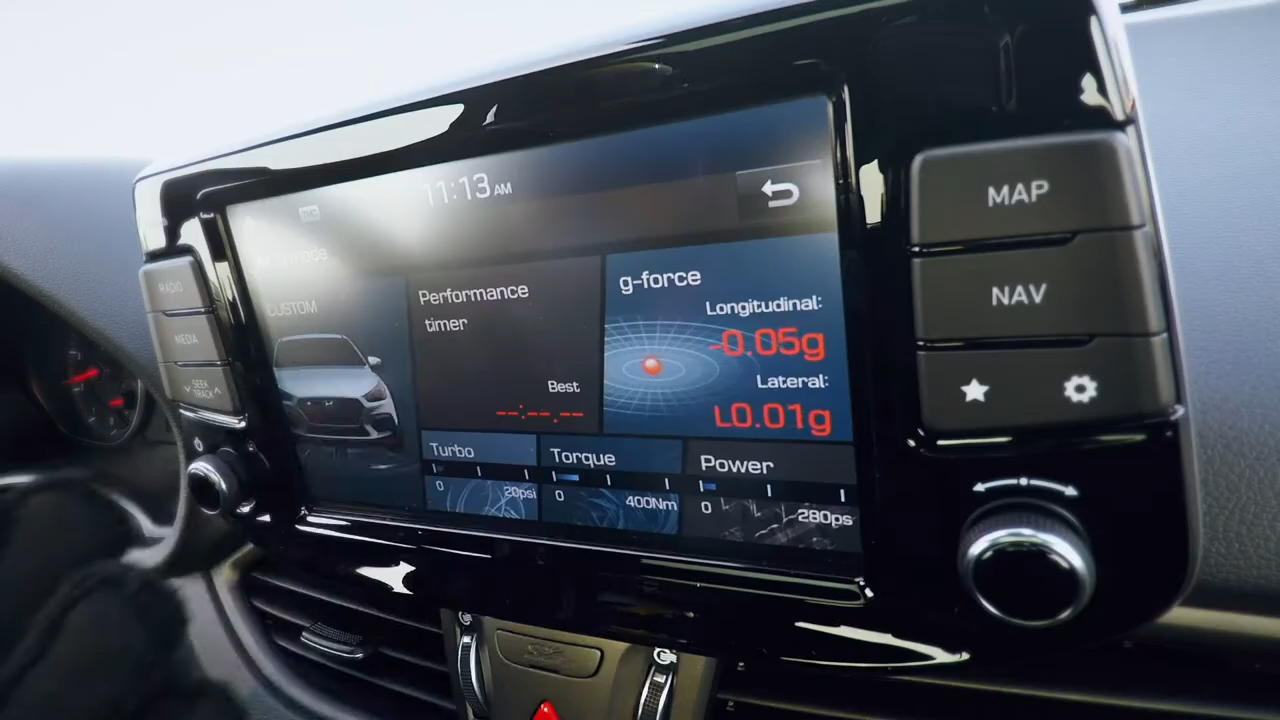 11:13 AM
MAP
NAV
RADIO
MEDIA
SEEK
TRACK
CUSTOM
Performance
timer
Best
--:--.--
g-force
Longitudinal:
-0.05g
Lateral:
L0.01g
Turbo
0 20psi
Torque
0 400Nm
Power
0 280ps